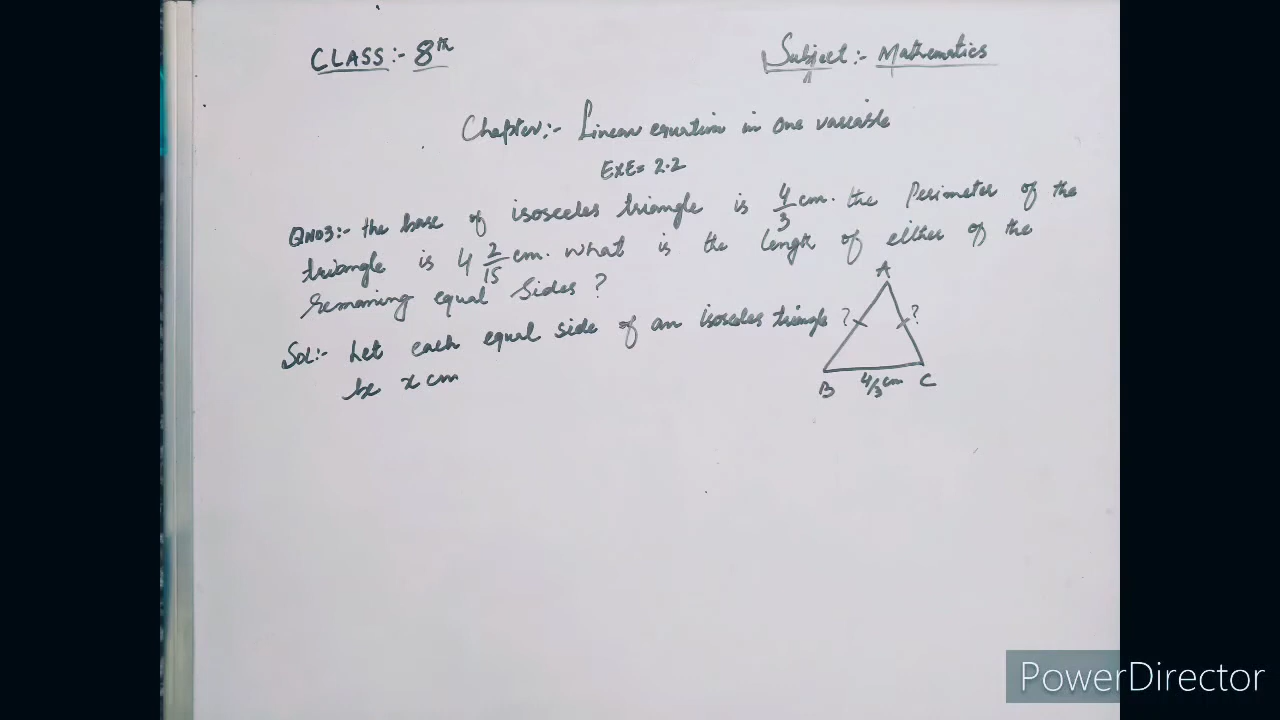 CLASS:- 8th
Subject:- Mathematics
Chapter:- Linear equation in one variable
EXE= 2.2
QNO3:- the base of isosceles triangle is 4/3 cm. the Perimeter of the
triangle is 4 2/15 cm. what is the length of either of the
remaining equal sides ?
Sol:- Let each equal side of an isosceles triangle
be x cm
A
? ?
B 4/3 cm C
PowerDirector